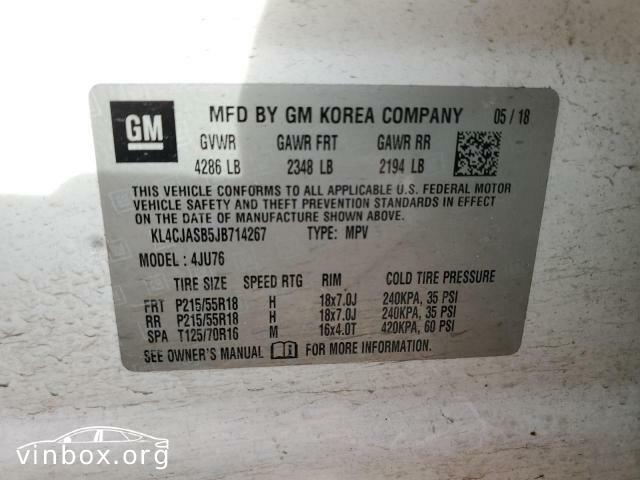 GM MFD BY GM KOREA COMPANY 05 / 18
GVWR GAWR FRT GAWR RR
4286 LB 2348 LB 2194 LB
THIS VEHICLE CONFORMS TO ALL APPLICABLE U.S. FEDERAL MOTOR
VEHICLE SAFETY AND THEFT PREVENTION STANDARDS IN EFFECT
ON THE DATE OF MANUFACTURE SHOWN ABOVE.
KL4CJASB5JB714267 TYPE: MPV
MODEL : 4JU76
TIRE SIZE SPEED RTG RIM COLD TIRE PRESSURE
FRT P215/55R18 H 18x7.0J 240KPA, 35 PSI
RR P215/55R18 H 18x7.0J 240KPA, 35 PSI
SPA T125/70R16 M 16x4.0T 420KPA, 60 PSI
SEE OWNER'S MANUAL FOR MORE INFORMATION.
vinbox.org